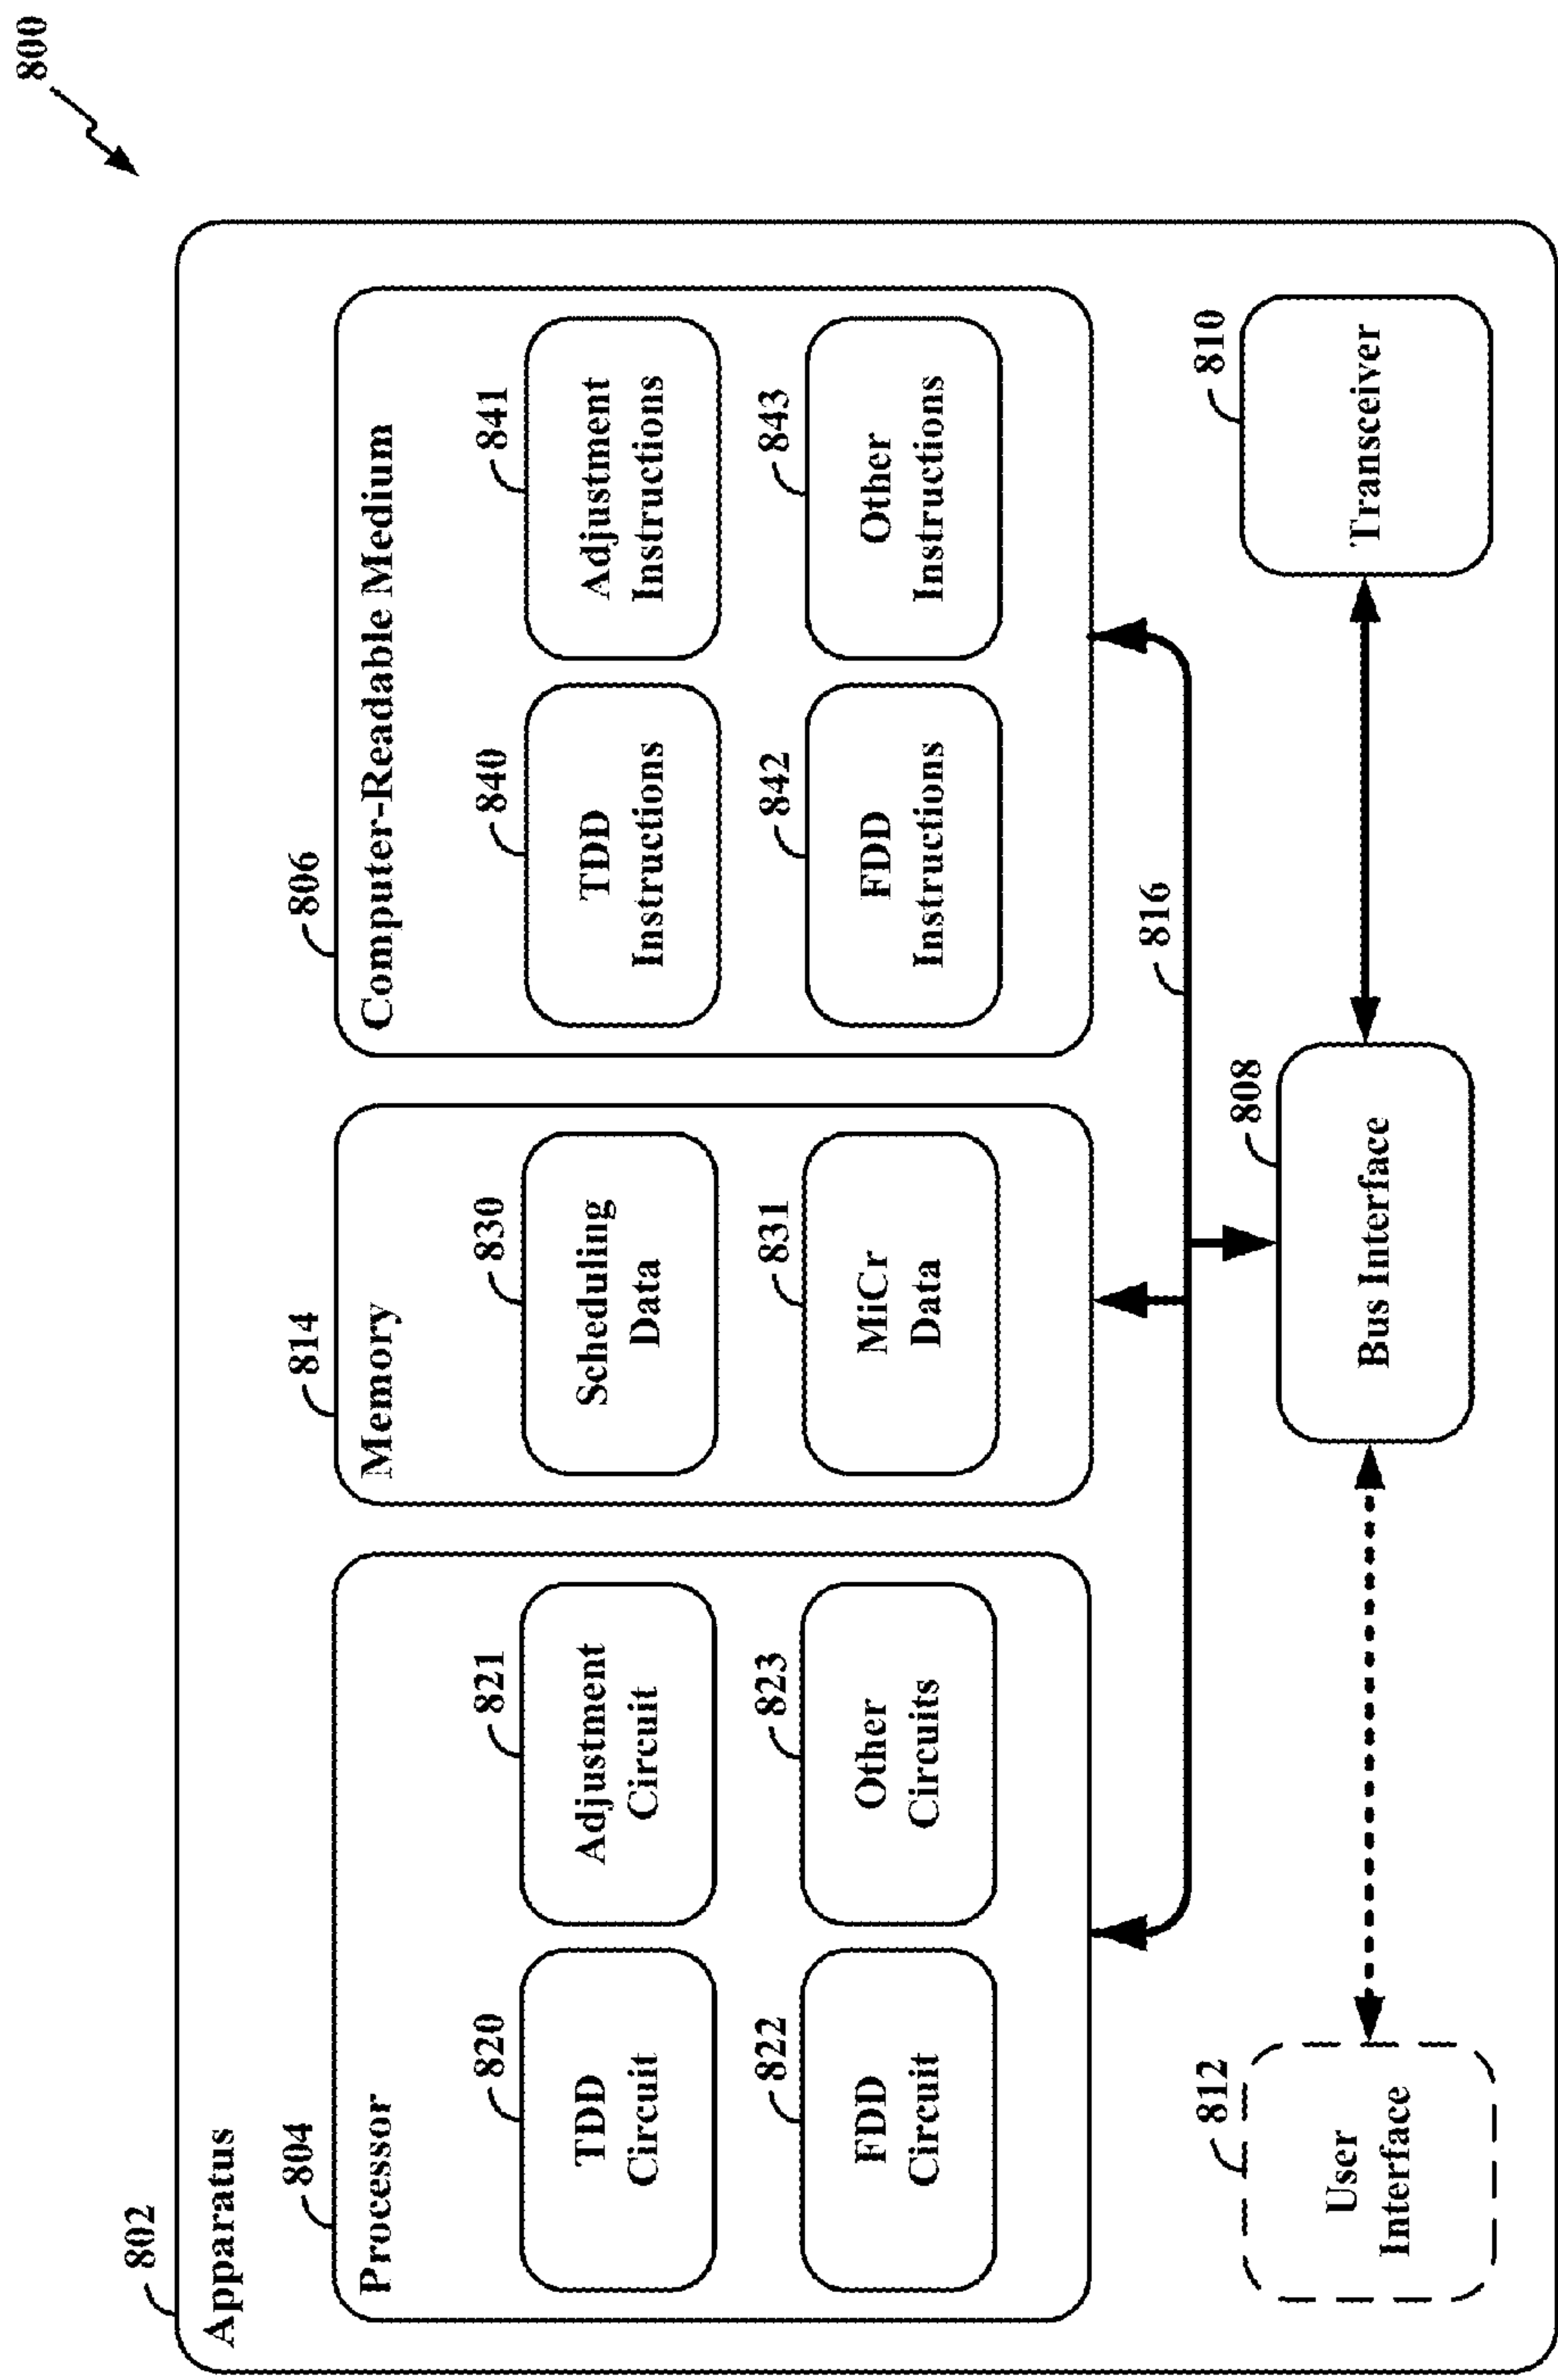 800
802
Apparatus
804
Processor
820
TDD
Circuit
821
Adjustment
Circuit
822
FDD
Circuit
823
Other
Circuits
814
Memory
830
Scheduling
Data
831
MiCr
Data
806
Computer-Readable Medium
840
TDD
Instructions
841
Adjustment
Instructions
842
FDD
Instructions
843
Other
Instructions
816
812
User
Interface
808
Bus Interface
810
Transceiver